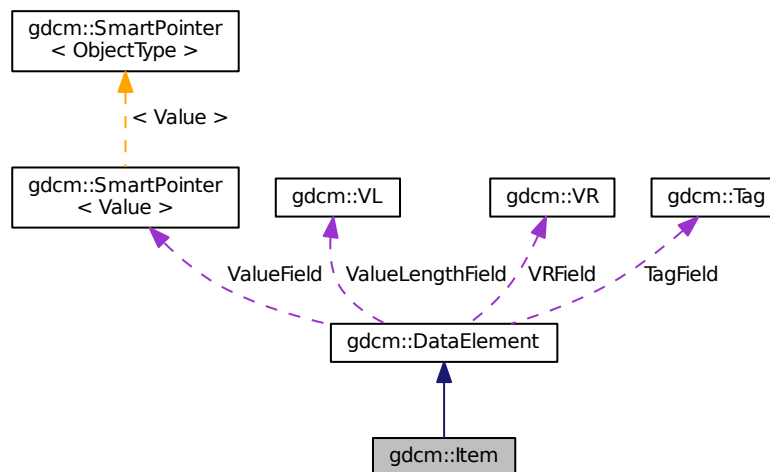 gdcm::SmartPointer
< ObjectType >
< Value >
gdcm::SmartPointer
< Value >
gdcm::VL
gdcm::VR
gdcm::Tag
ValueField
ValueLengthField
VRField
TagField
gdcm::DataElement
gdcm::Item